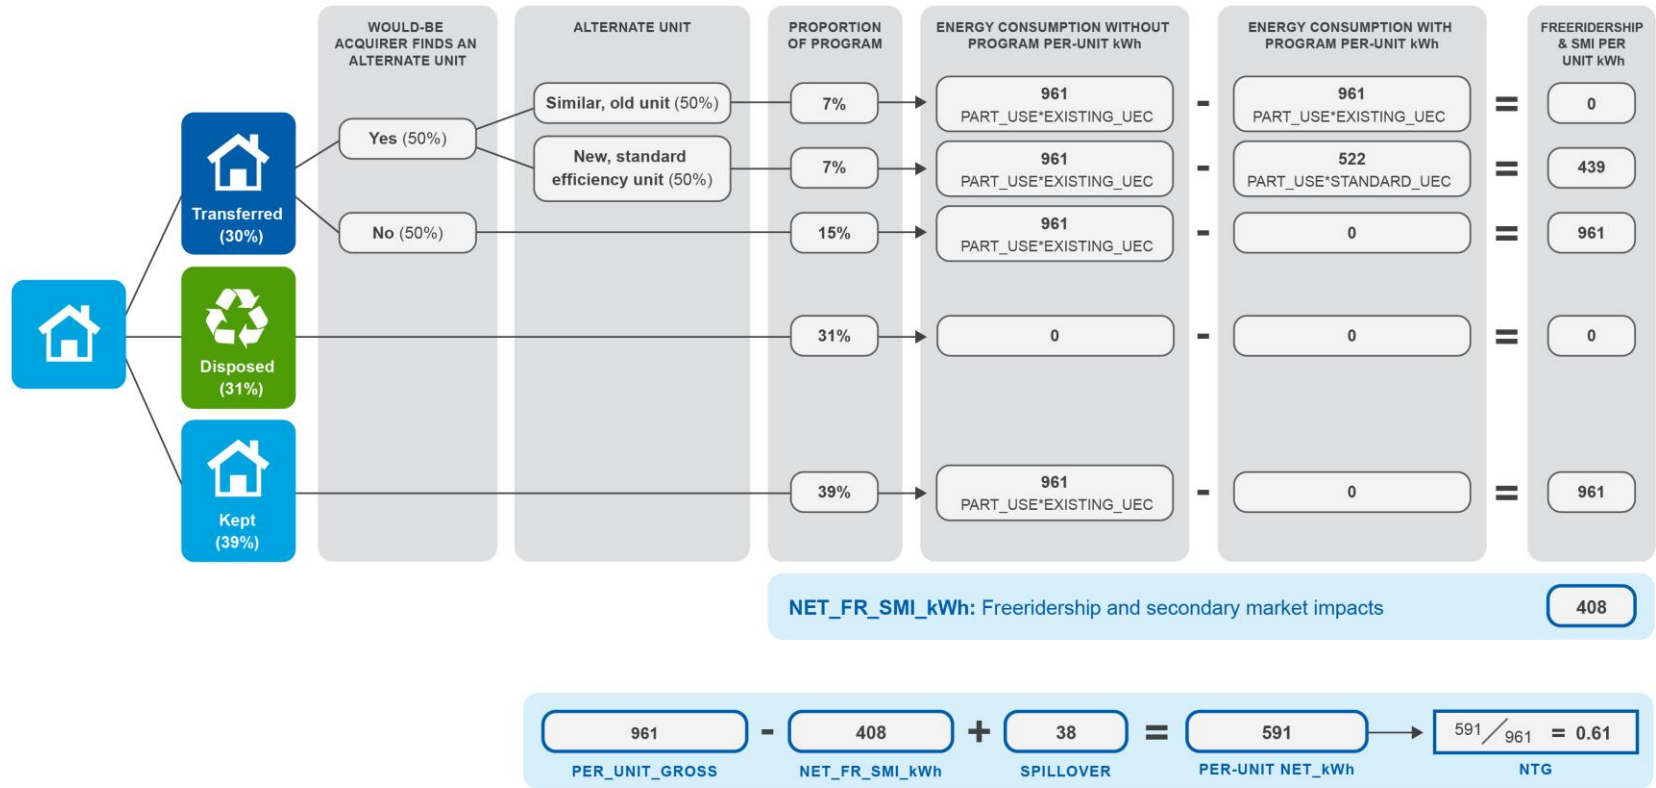 WOULD-BE
ACQUIRER FINDS AN
ALTERNATE UNIT
ALTERNATE UNIT
PROPORTION
OF PROGRAM
ENERGY CONSUMPTION WITHOUT
PROGRAM PER-UNIT kWh
ENERGY CONSUMPTION WITH
PROGRAM PER-UNIT kWh
FREERIDERSHIP
& SMI PER
UNIT kWh
Transferred
(30%)
Yes (50%)
Similar, old unit (50%)
7%
961
PART_USE*EXISTING_UEC
-
961
PART_USE*EXISTING_UEC
=
0
New, standard
efficiency unit (50%)
7%
961
PART_USE*EXISTING_UEC
-
522
PART_USE*STANDARD_UEC
=
439
No (50%)
15%
961
PART_USE*EXISTING_UEC
-
0
=
961
Disposed
(31%)
31%
0
-
0
=
0
Kept
(39%)
39%
961
PART_USE*EXISTING_UEC
-
0
=
961
NET_FR_SMI_kWh: Freeridership and secondary market impacts
408
961 - 408 + 38 = 591 591/961 = 0.61
PER_UNIT_GROSS NET_FR_SMI_kWh SPILLOVER PER-UNIT NET_kWh NTG